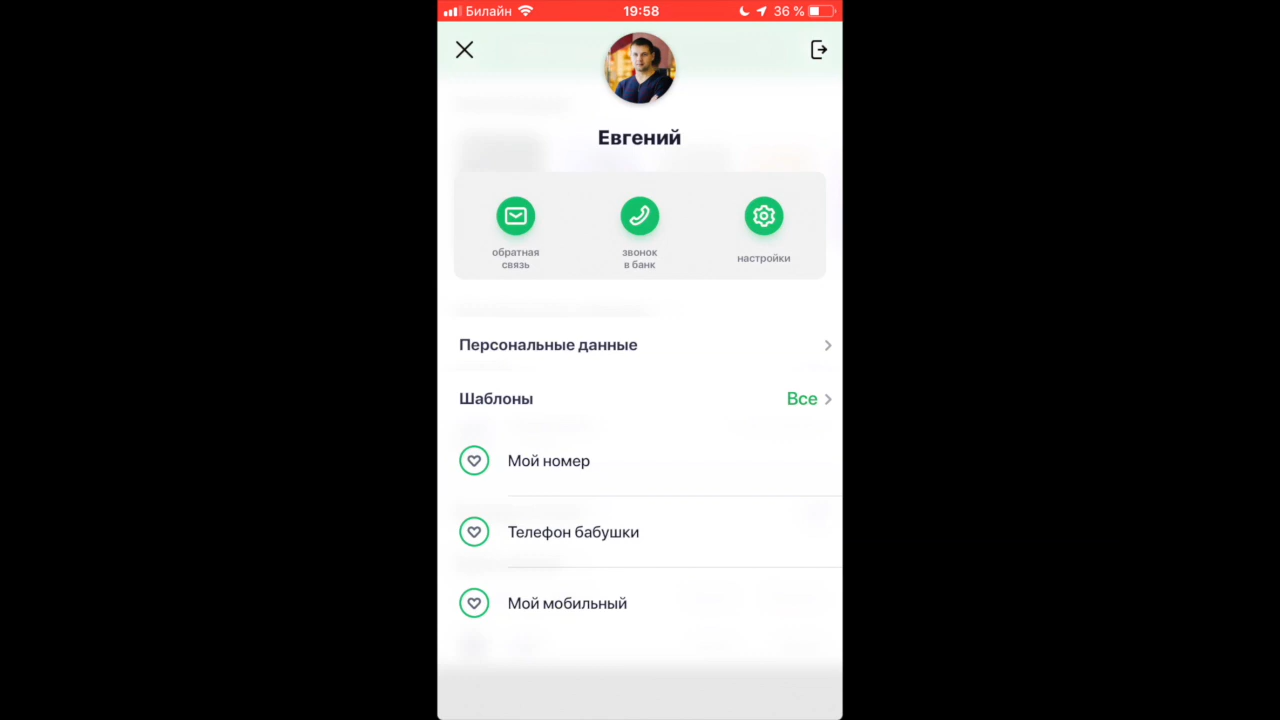 Билайн 19:58 36 %
Евгений
обратная
связь
звонок
в банк
настройки
Персональные данные
Шаблоны Все
Мой номер
Телефон бабушки
Мой мобильный